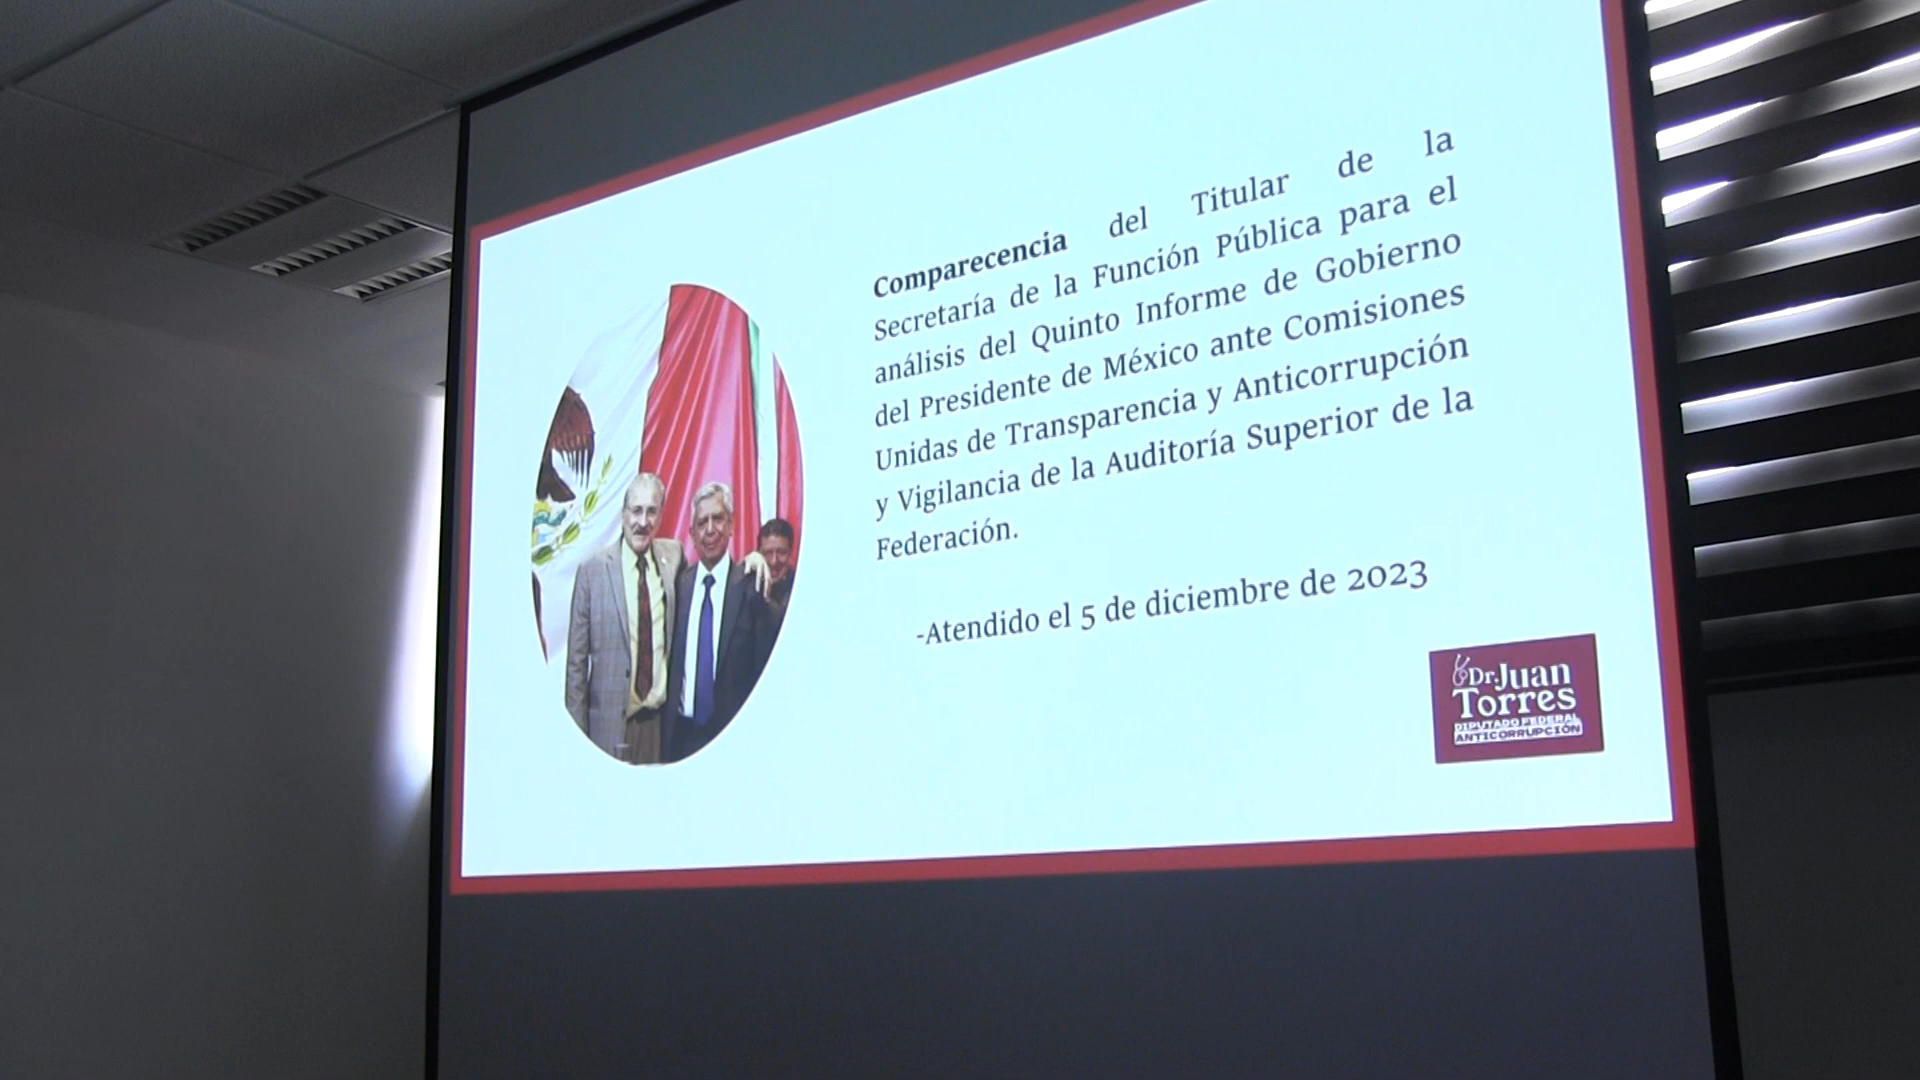 Comparecencia del Titular de la
Secretaría de la Función Pública para el
análisis del Quinto Informe de Gobierno
del Presidente de México ante Comisiones
Unidas de Transparencia y Anticorrupción
y Vigilancia de la Auditoría Superior de la
Federación.
-Atendido el 5 de diciembre de 2023
Dr. Juan
Torres
DIPUTADO FEDERAL
ANTICORRUPCIÓN